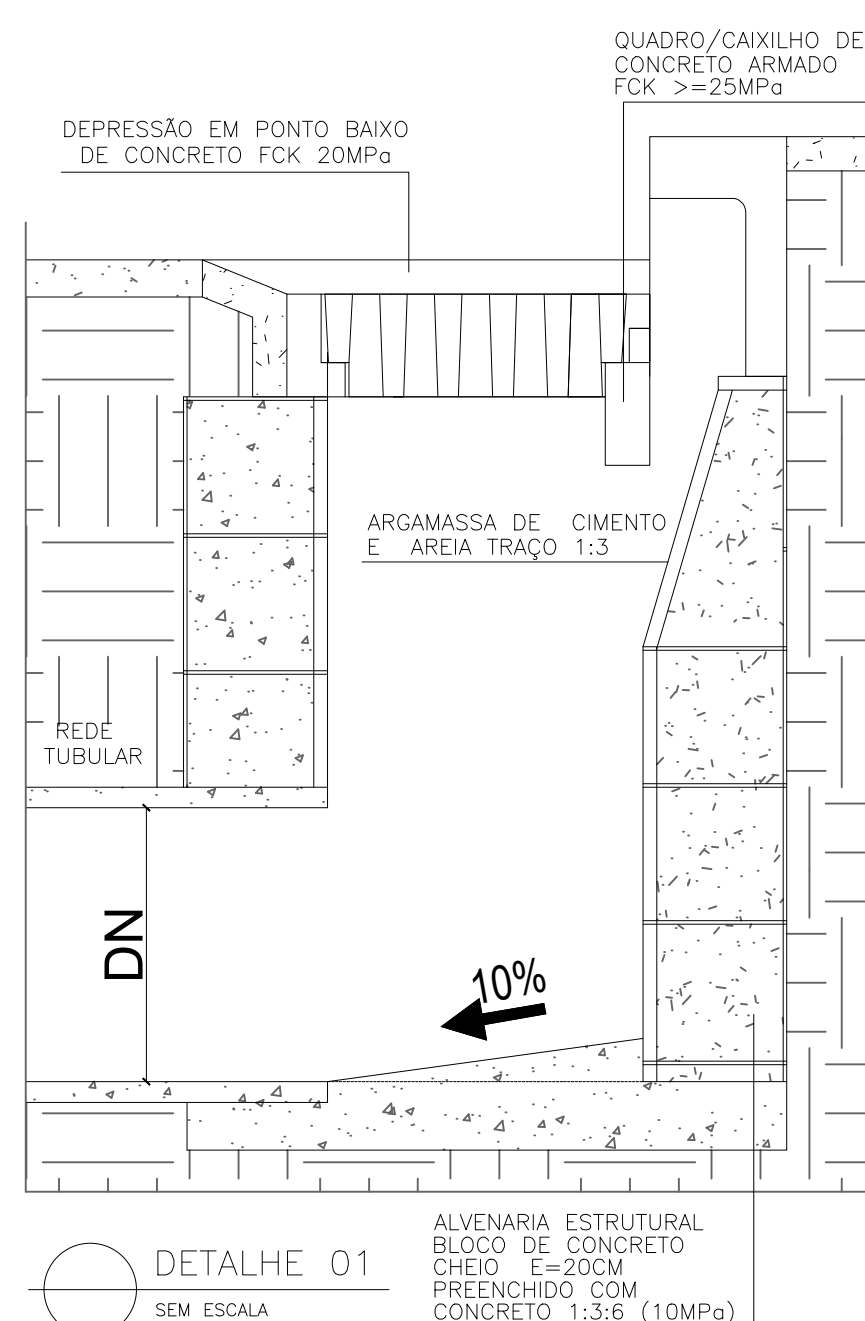 QUADRO/CAIXILHO DE
CONCRETO ARMADO
FCK >=25MPa
DEPRESSÃO EM PONTO BAIXO
DE CONCRETO FCK 20MPa
ARGAMASSA DE CIMENTO
E AREIA TRAÇO 1:3
REDE
TUBULAR
DN
10%
DETALHE 01
SEM ESCALA
ALVENARIA ESTRUTURAL
BLOCO DE CONCRETO
CHEIO E=20CM
PREENCHIDO COM
CONCRETO 1:3:6 (10MPa)